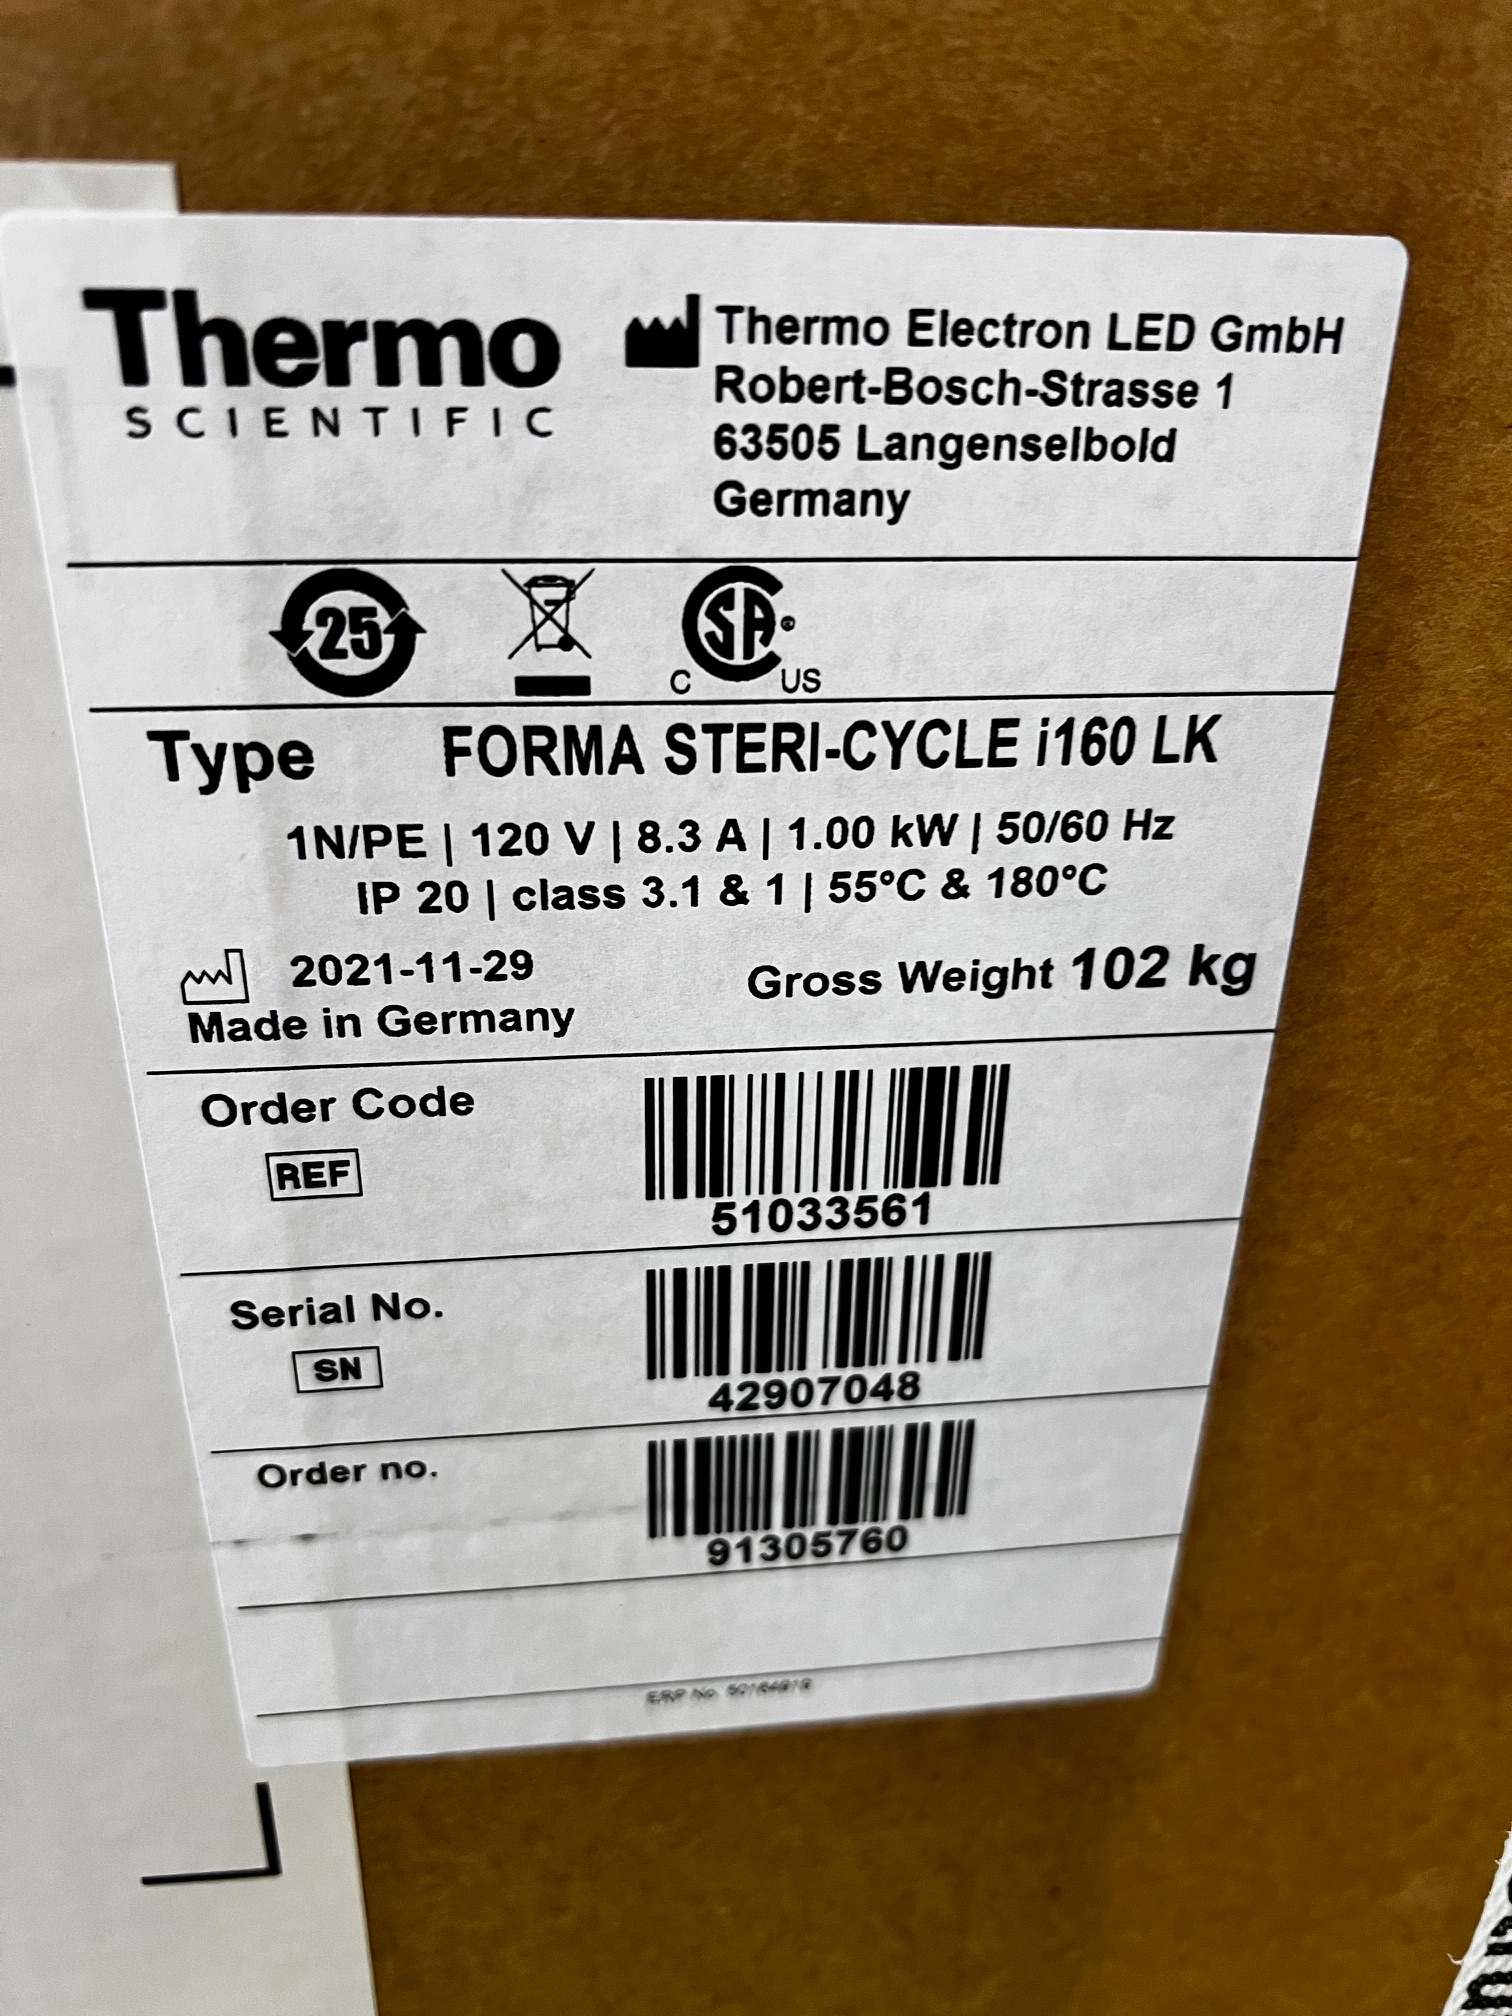 Thermo
SCIENTIFIC
Thermo Electron LED GmbH
Robert-Bosch-Strasse 1
63505 Langenselbold
Germany
25
CSA®
C US
Type FORMA STERI-CYCLE i160 LK
1N/PE | 120 V | 8.3 A | 1.00 kW | 50/60 Hz
IP 20 | class 3.1 & 1 | 55°C & 180°C
2021-11-29
Made in Germany
Gross Weight 102 kg
Order Code
REF
51033561
Serial No.
SN
42907048
Order no.
91305760
ERP No.